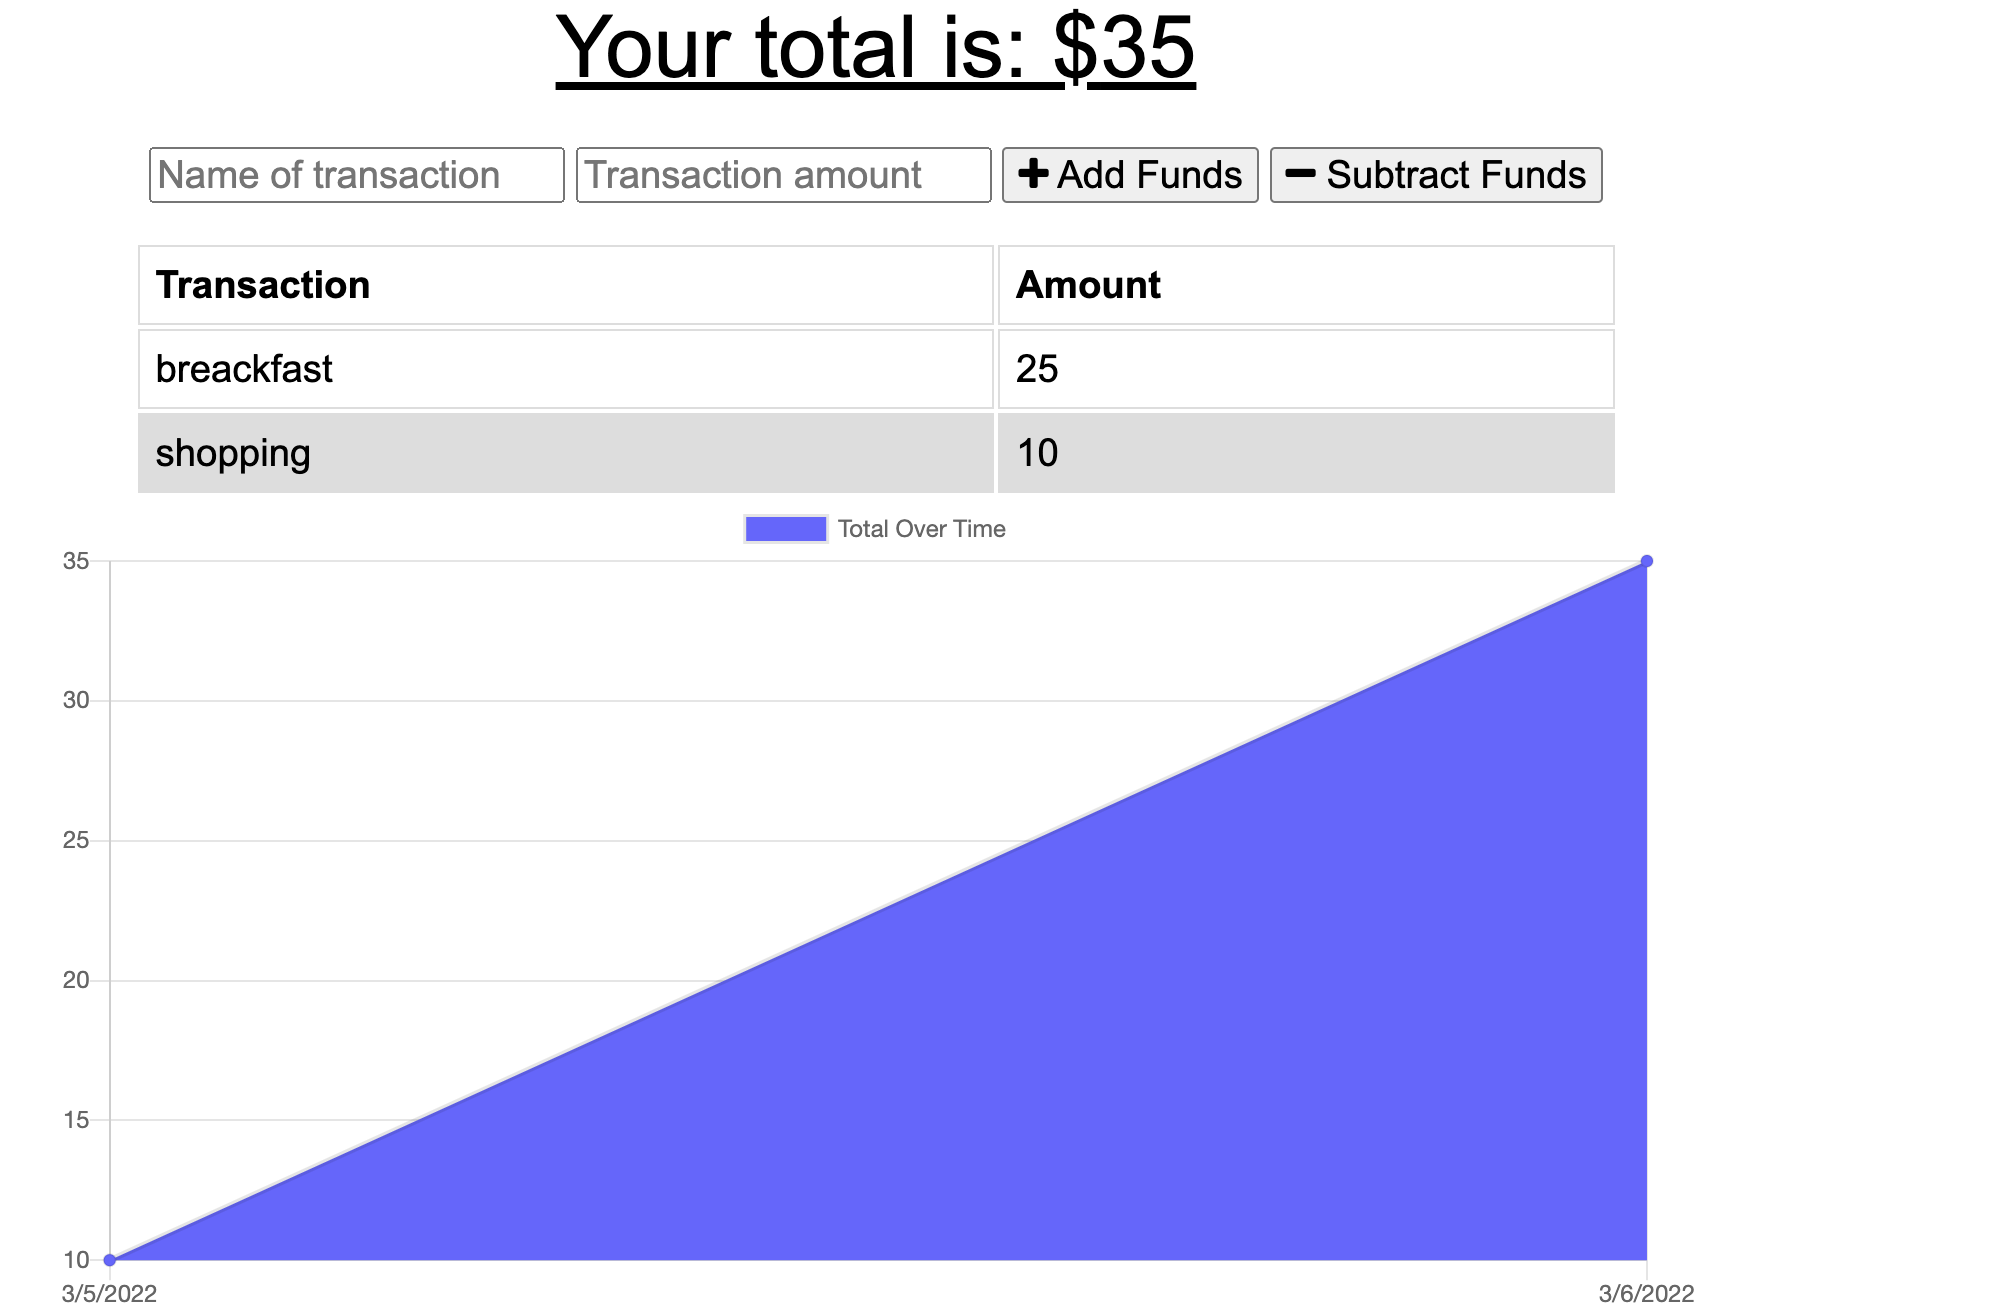 Your total is: $35
Name of transaction Transaction amount Add Funds Subtract Funds
Transaction Amount
breackfast 25
shopping 10
Total Over Time
35
30
25
20
15
10
3/5/2022 3/6/2022